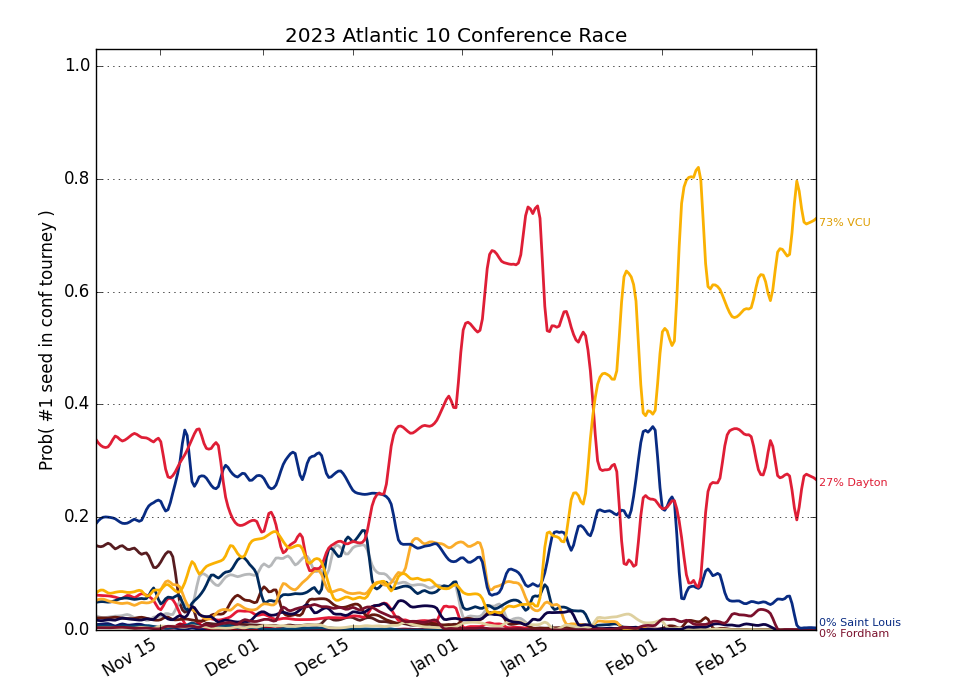 2023 Atlantic 10 Conference Race
Prob( #1 seed in conf tourney )
1.0
0.8
0.6
0.4
0.2
0.0
73% VCU
27% Dayton
0% Saint Louis
0% Fordham
Nov 15
Dec 01
Dec 15
Jan 01
Jan 15
Feb 01
Feb 15